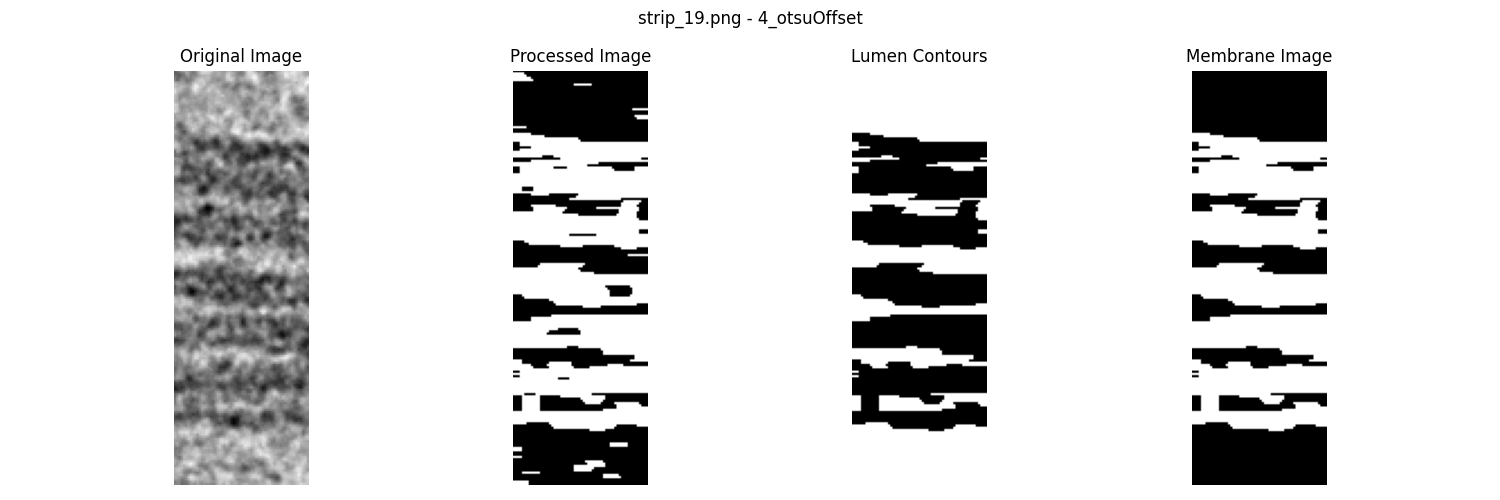 strip_19.png - 4_otsuOffset
Original Image
Processed Image
Lumen Contours
Membrane Image